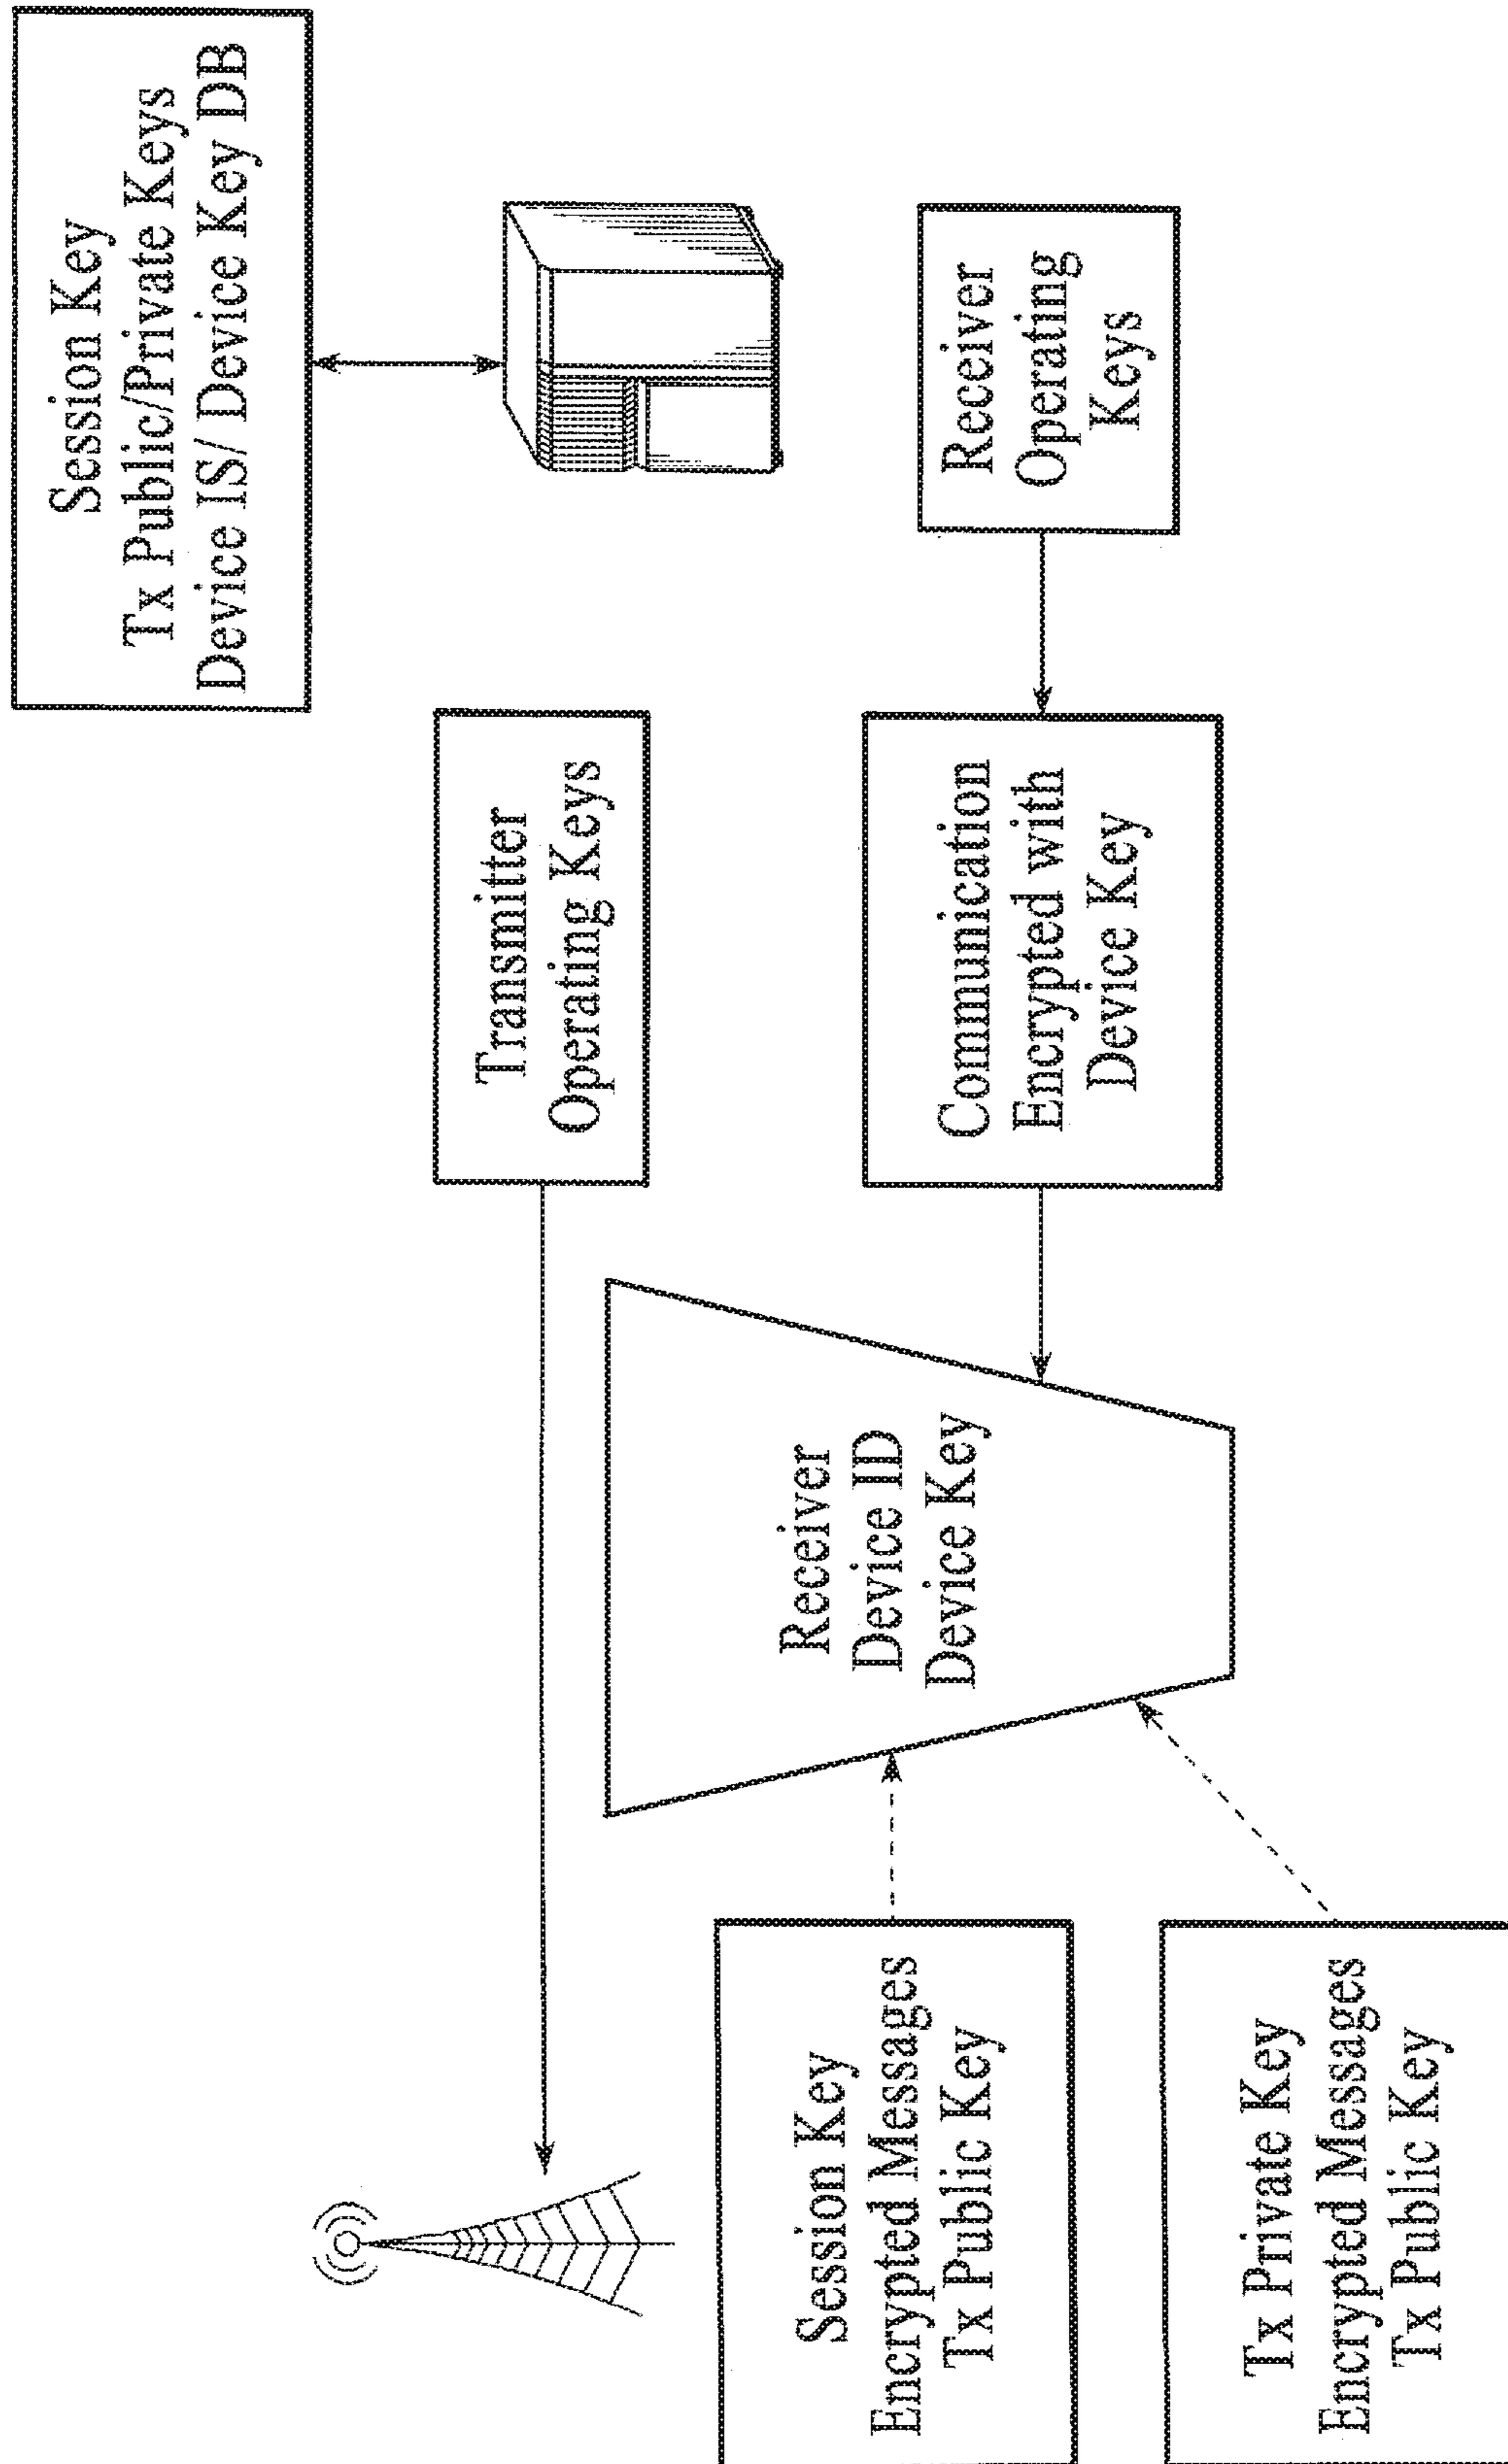 Session Key
Tx Public/Private Keys
Device IS/ Device Key DB
Transmitter
Operating Keys
Receiver
Operating
Keys
Communication
Encrypted with
Device Key
Receiver
Device ID
Device Key
Session Key
Encrypted Messages
Tx Public Key
Tx Private Key
Encrypted Messages
Tx Public Key